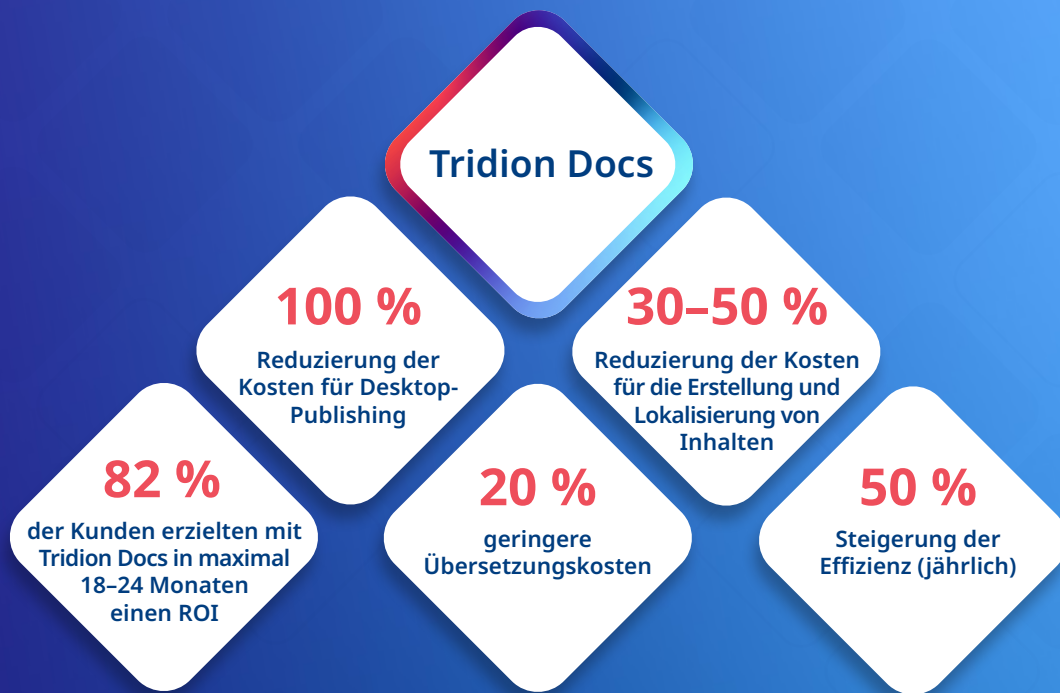 Tridion Docs
100 %
Reduzierung der
Kosten für Desktop-
Publishing
30–50 %
Reduzierung der Kosten
für die Erstellung und
Lokalisierung von
Inhalten
82 %
der Kunden erzielten mit
Tridion Docs in maximal
18–24 Monaten
einen ROI
20 %
geringere
Übersetzungskosten
50 %
Steigerung der
Effizienz (jährlich)